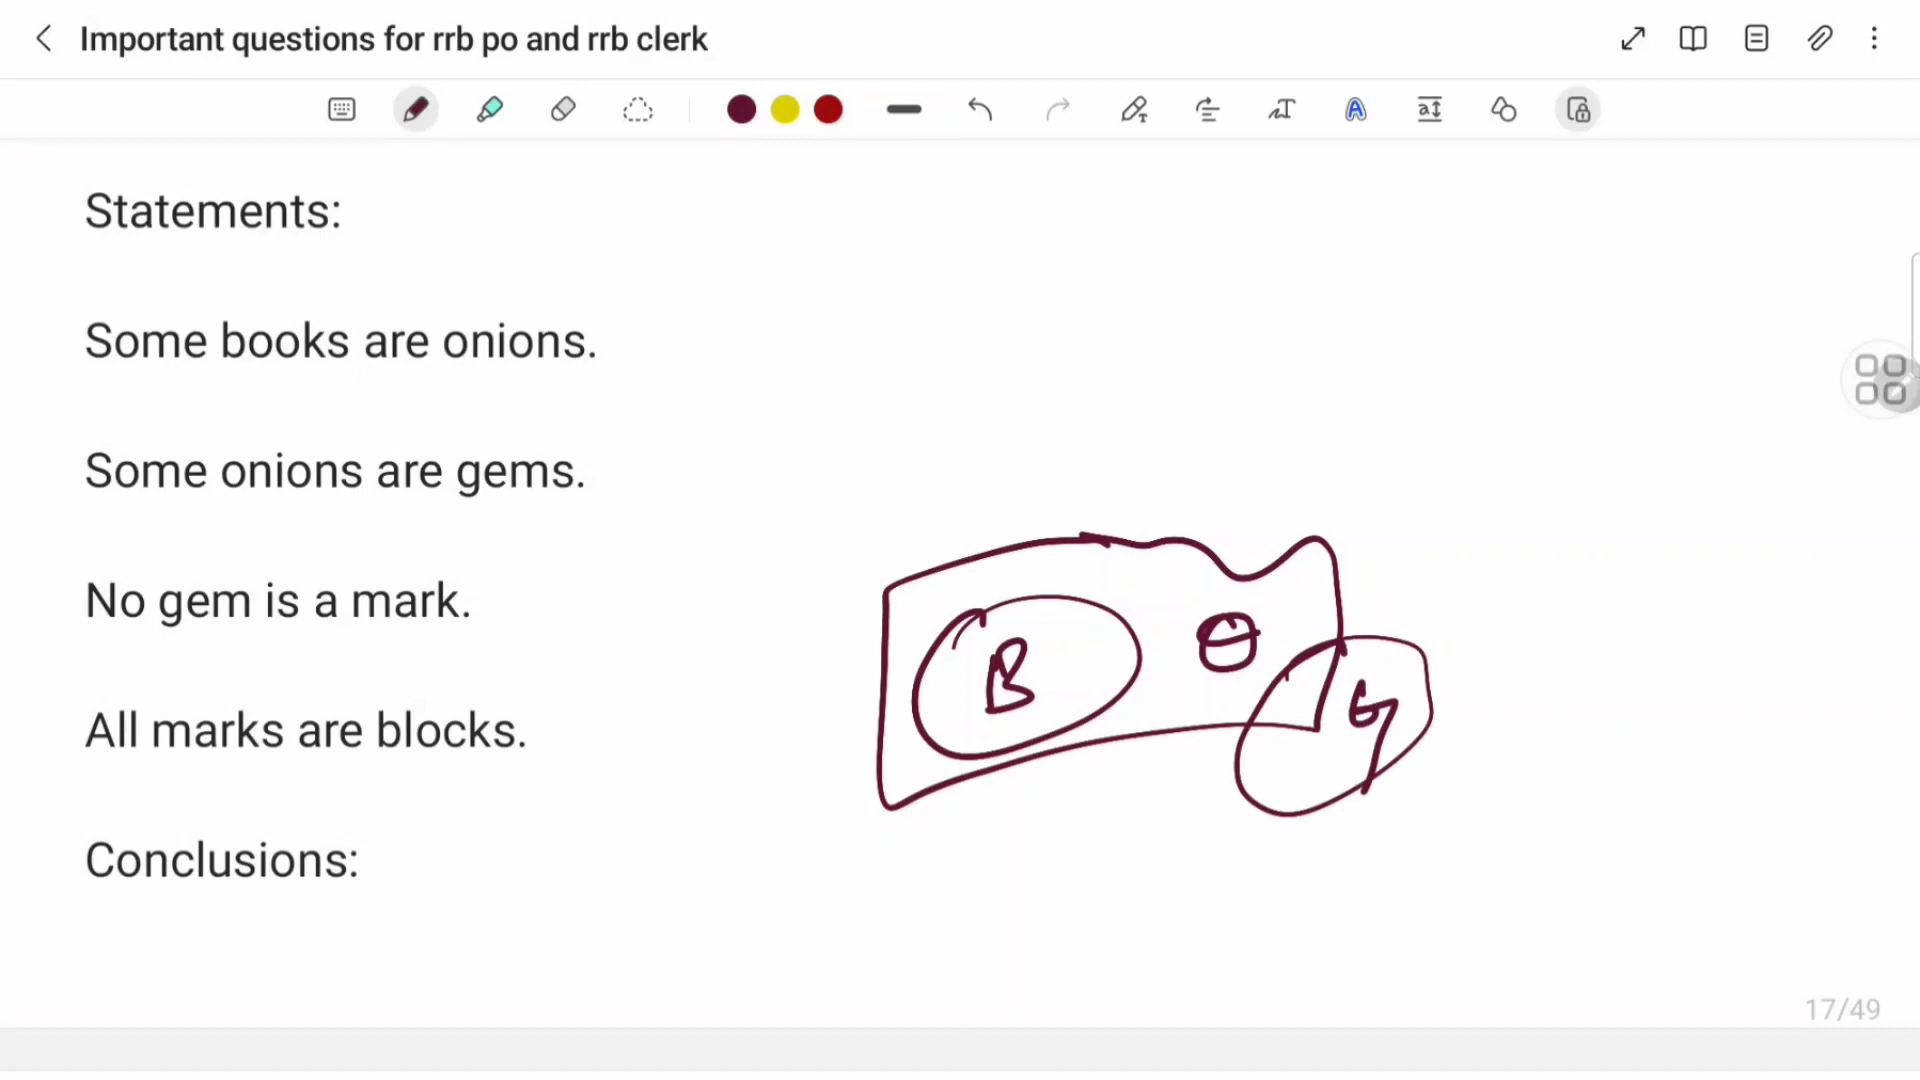 Important questions for rrb po and rrb clerk
Statements:
Some books are onions.
Some onions are gems.
No gem is a mark.
All marks are blocks.
Conclusions:
B
O
G
17/49